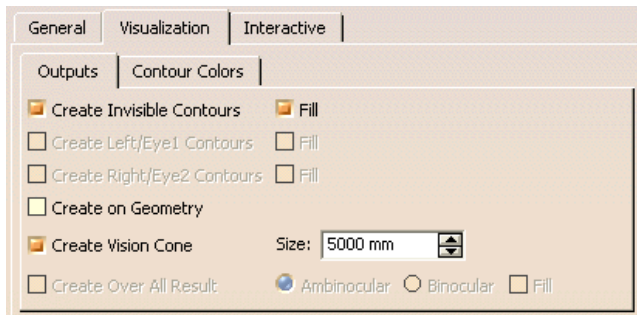 General Visualization Interactive
Outputs Contour Colors
Create Invisible Contours Fill
Create Left/Eye1 Contours Fill
Create Right/Eye2 Contours Fill
Create on Geometry
Create Vision Cone Size: 5000 mm
Create Over All Result Ambinocular Binocular Fill